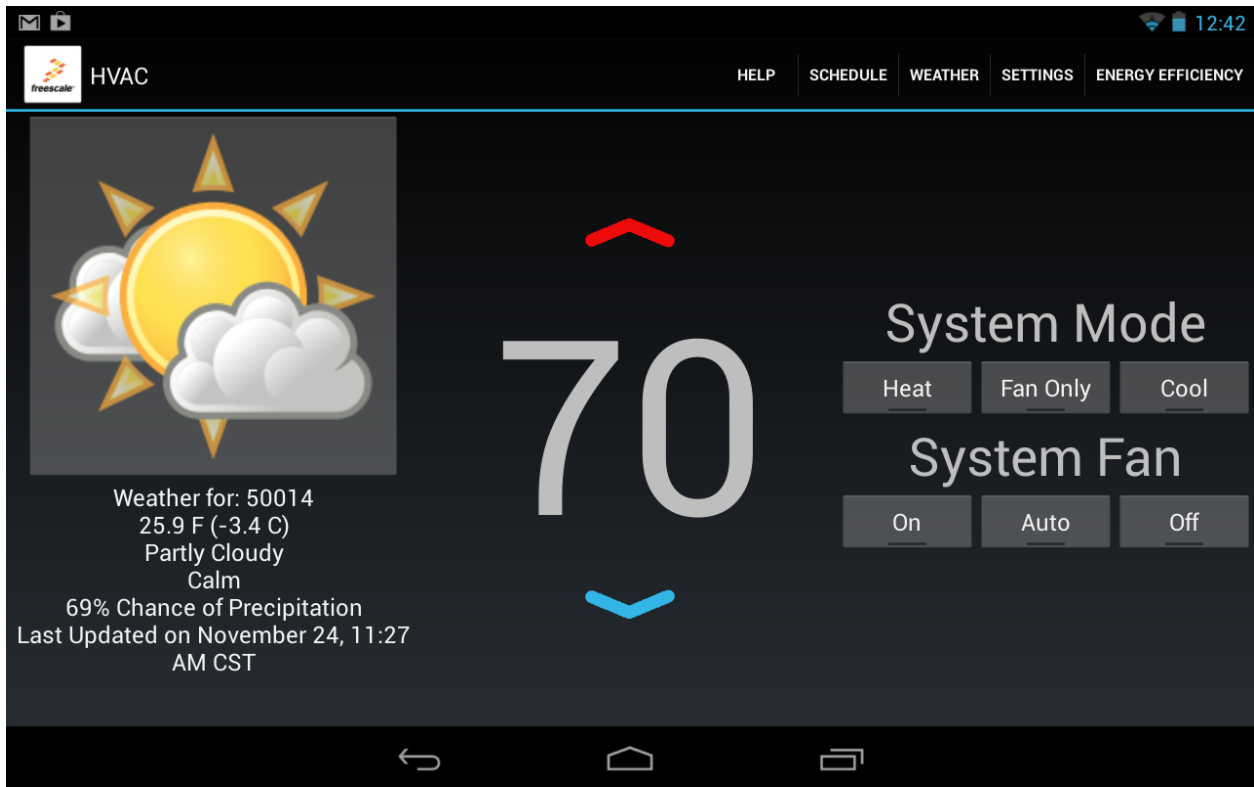 12:42
freescale
HVAC
HELP
SCHEDULE
WEATHER
SETTINGS
ENERGY EFFICIENCY
Weather for: 50014
25.9 F (-3.4 C)
Partly Cloudy
Calm
69% Chance of Precipitation
Last Updated on November 24, 11:27
AM CST
70
System Mode
Heat
Fan Only
Cool
System Fan
On
Auto
Off